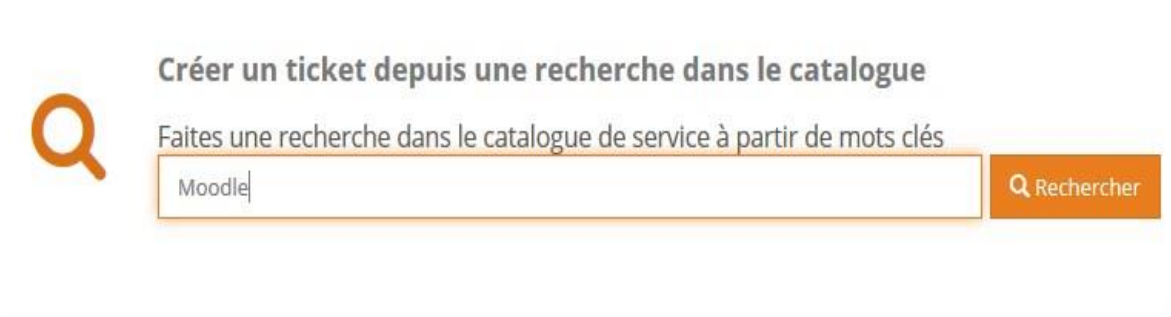 Créer un ticket depuis une recherche dans le catalogue
Faites une recherche dans le catalogue de service à partir de mots clés
Moodle
Rechercher